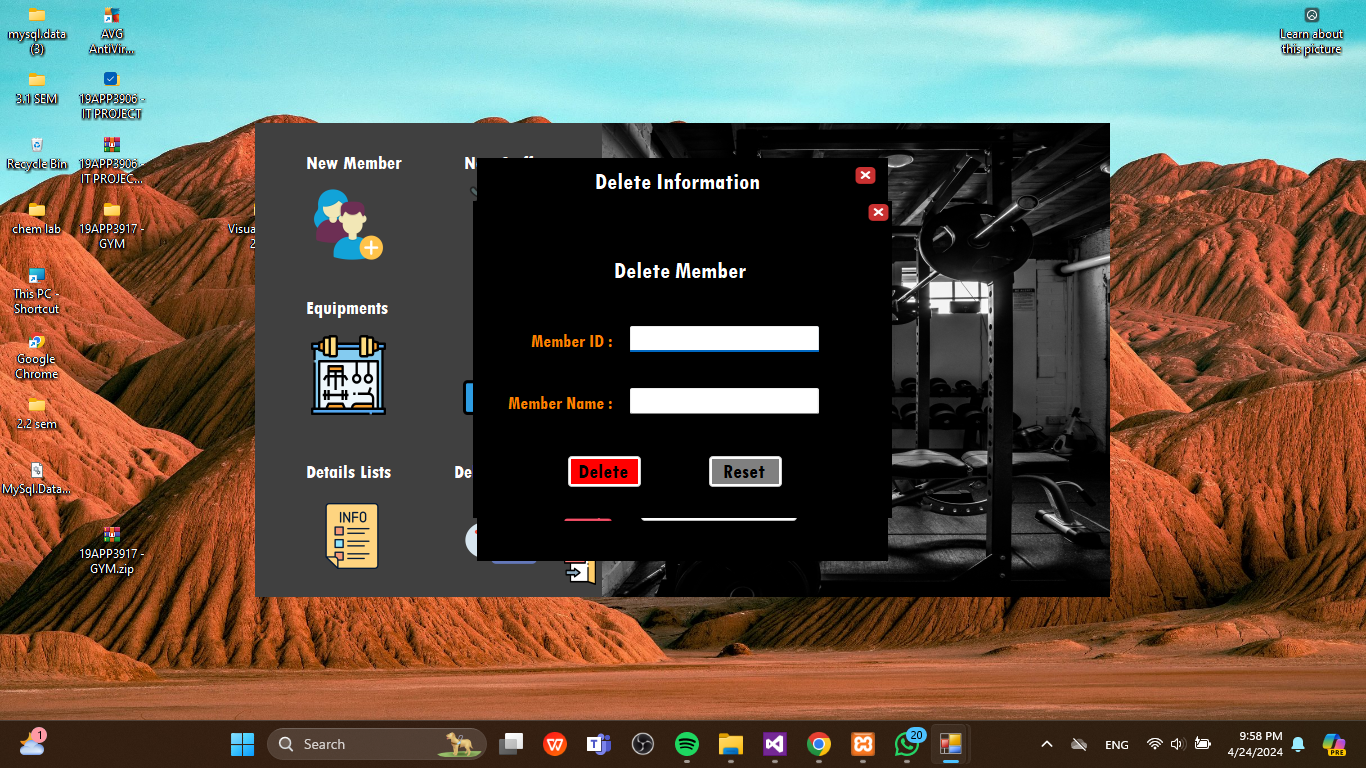 mysql.data
(3)
AVG
AntiVir...
Learn about
this picture
3.1 SEM
19APP3906 -
IT PROJECT
Recycle Bin
19APP3906 -
IT PROJEC...
chem lab
19APP3917 -
GYM
This PC -
Shortcut
Google
Chrome
2.2 sem
MySql.Data...
19APP3917 -
GYM.zip
New Member
Equipments
Details Lists
INFO
Delete Information
Delete Member
Member ID :
Member Name :
Delete
Reset
1
Search
20
ENG
9:58 PM
4/24/2024
PRE